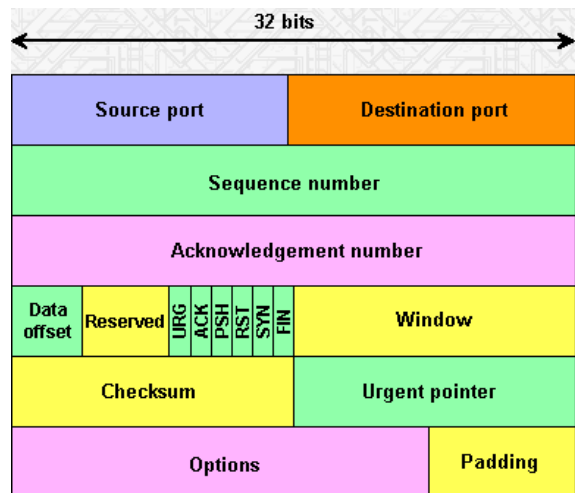 32 bits
Source port
Destination port
Sequence number
Acknowledgement number
Data
offset
Reserved
URG
ACK
PSH
RST
SYN
FIN
Window
Checksum
Urgent pointer
Options
Padding